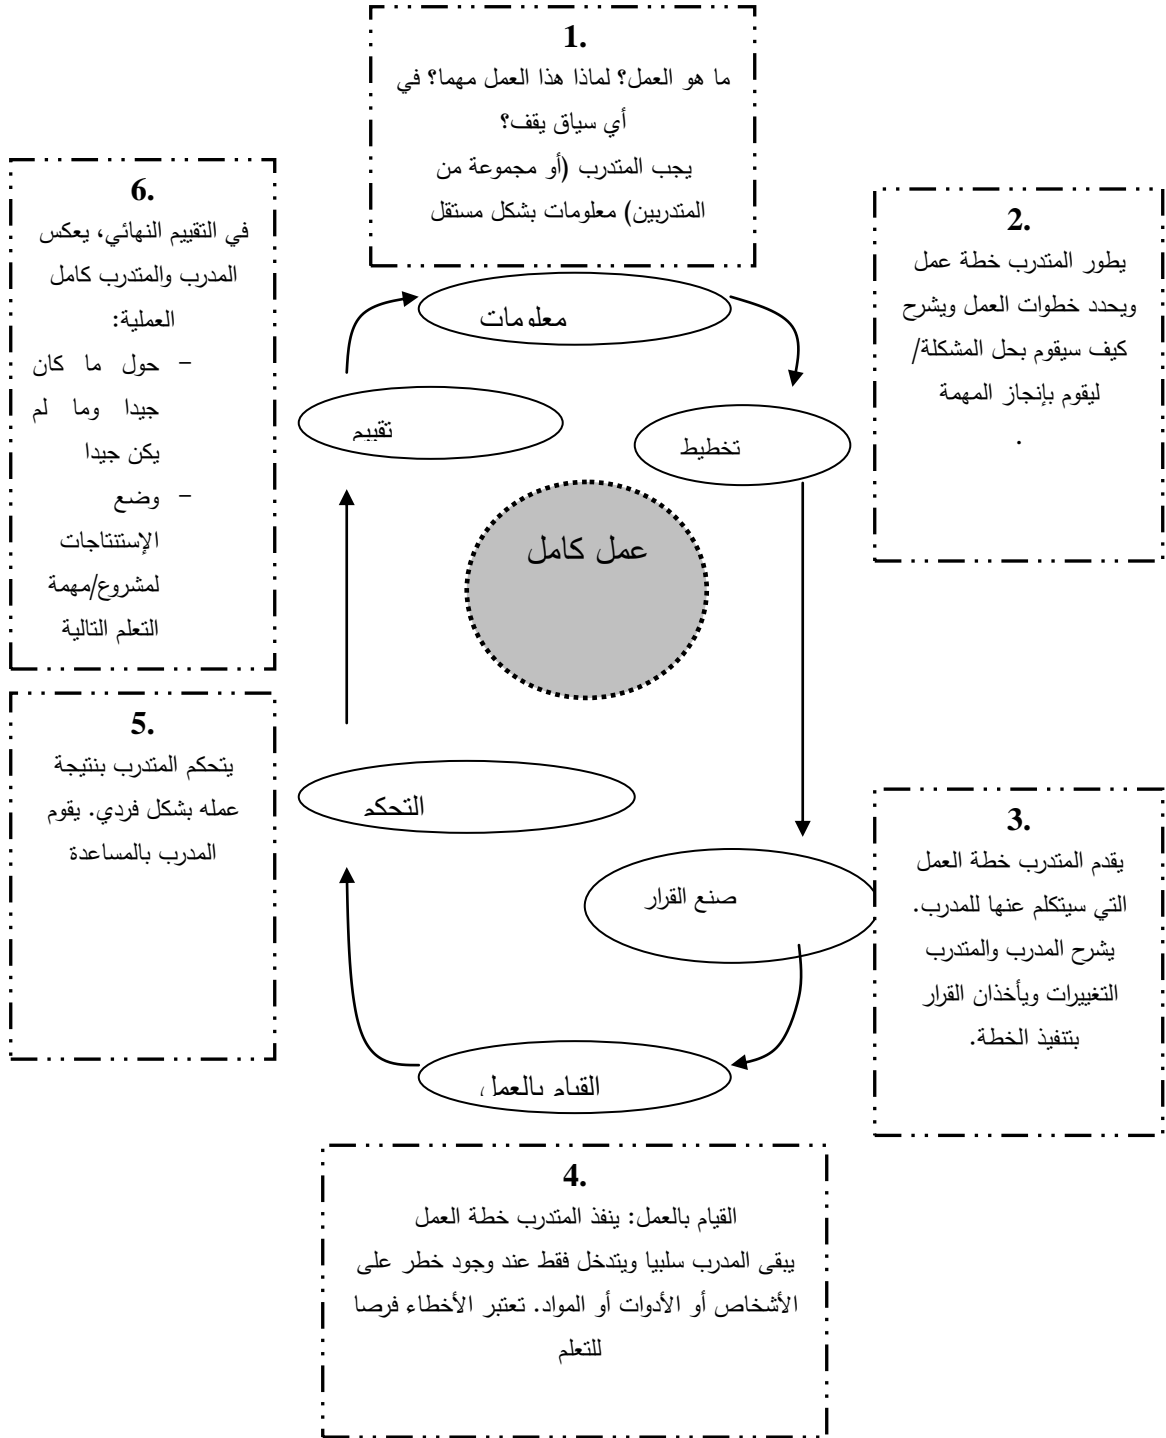 1.
ما هو العمل؟ لماذا هذا العمل مهما؟ في
أي سياق يقف؟
يجب المتدرب (أو مجموعة من
المتدربين) معلومات بشكل مستقل
معلومات
2.
يطور المتدرب خطة عمل
ويحدد خطوات العمل ويشرح
كيف سيقوم بحل المشكلة/
ليقوم بإنجاز المهمة
.
تخطيط
3.
يقدم المتدرب خطة العمل
التي سيتكلم عنها للمدرب.
يشرح المدرب والمتدرب
التغييرات ويأخذان القرار
بتنفيذ الخطة.
صنع القرار
4.
القيام بالعمل: ينفذ المتدرب خطة العمل
يبقى المدرب سلبيا ويتدخل فقط عند وجود خطر على
الأشخاص أو الأدوات أو المواد. تعتبر الأخطاء فرصا
للتعلم
القيام بالعمل
5.
يتحكم المتدرب بنتيجة
عمله بشكل فردي. يقوم
المدرب بالمساعدة
التحكم
6.
في التقييم النهائي، يعكس
المدرب والمتدرب كامل
العملية:
- حول ما كان
جيدا وما لم
يكن جيدا
- وضع
الإستنتاجات
لمشروع/مهمة
التعلم التالية
تقييم
عمل كامل